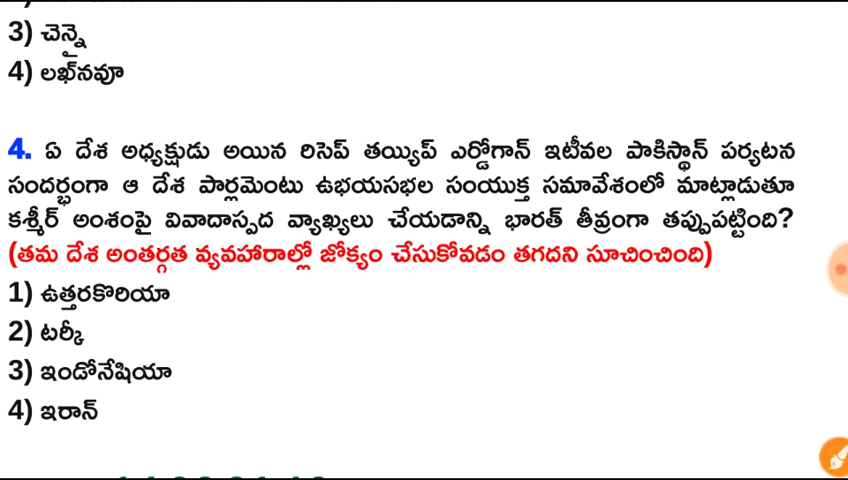 3) చెన్నై
4) లఖ్‌నవూ
4. ఏ దేశ అధ్యక్షుడు అయిన రిసెప్ తయ్యిప్ ఎర్డోగాన్ ఇటీవల పాకిస్థాన్ పర్యటన
సందర్భంగా ఆ దేశ పార్లమెంటు ఉభయసభల సంయుక్త సమావేశంలో మాట్లాడుతూ
కశ్మీర్ అంశంపై వివాదాస్పద వ్యాఖ్యలు చేయడాన్ని భారత్ తీవ్రంగా తప్పుపట్టింది?
(తమ దేశ అంతర్గత వ్యవహారాల్లో జోక్యం చేసుకోవడం తగదని సూచించింది)
1) ఉత్తరకొరియా
2) టర్కీ
3) ఇండోనేషియా
4) ఇరాన్